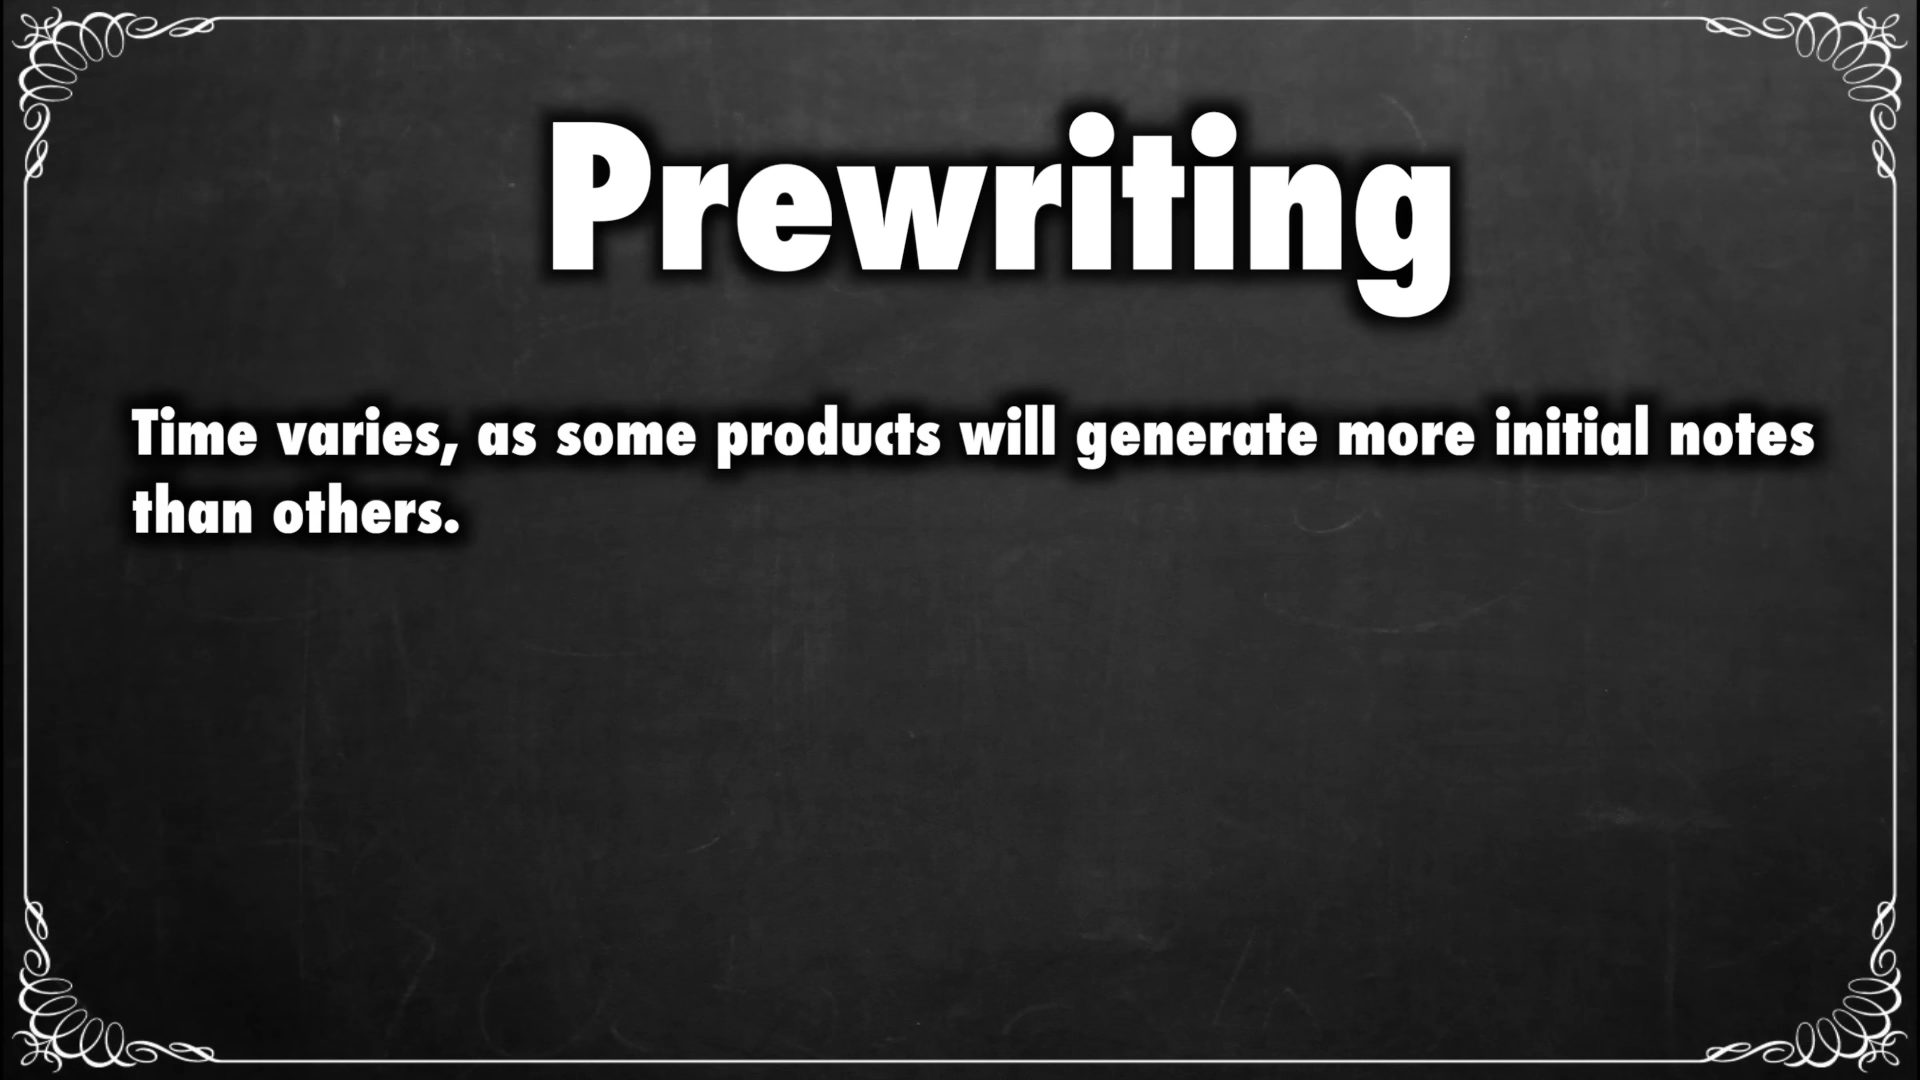 Prewriting
Time varies, as some products will generate more initial notes
than others.